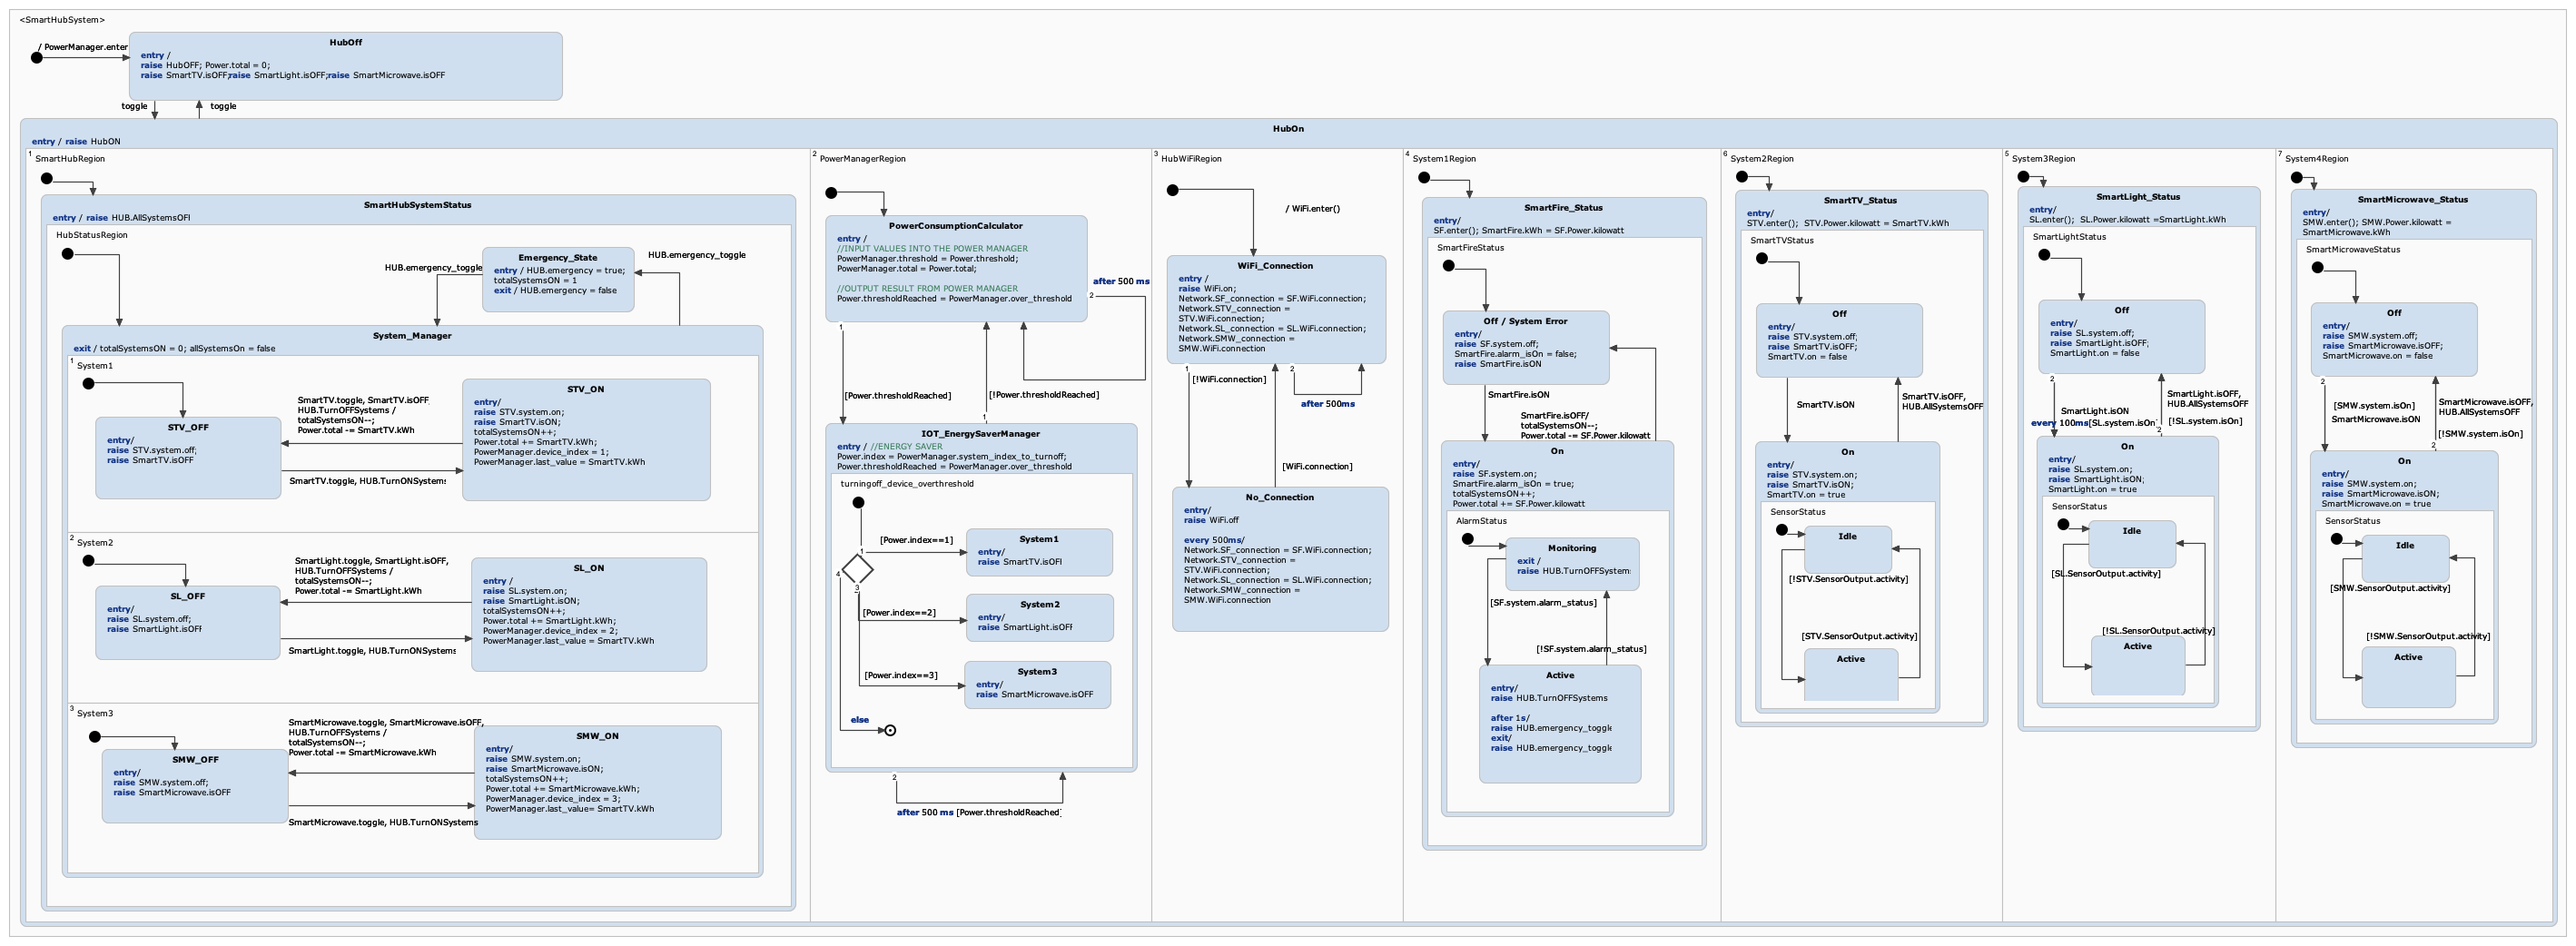 <SmartHubSystem>
/ PowerManager.enter
HubOff
entry /
raise HubOFF; Power.total = 0;
raise SmartTV.isOFF;raise SmartLight.isOFF;raise SmartMicrowave.isOFF
toggle
toggle
HubOn
entry / raise HubON
1
SmartHubRegion
SmartHubSystemStatus
entry / raise HUB.AllSystemsOFF
HubStatusRegion
Emergency_State
entry / HUB.emergency = true;
totalSystemsON = 1
exit / HUB.emergency = false
HUB.emergency_toggle
HUB.emergency_toggle
System_Manager
exit / totalSystemsON = 0; allSystemsOn = false
1
System1
STV_OFF
entry/
raise STV.system.off;
raise SmartTV.isOFF
SmartTV.toggle, SmartTV.isOFF,
HUB.TurnOFFSystems /
totalSystemsON--;
Power.total -= SmartTV.kWh
SmartTV.toggle, HUB.TurnONSystems
STV_ON
entry/
raise STV.system.on;
raise SmartTV.isON;
totalSystemsON++;
Power.total += SmartTV.kWh;
PowerManager.device_index = 1;
PowerManager.last_value = SmartTV.kWh
2
System2
SL_OFF
entry/
raise SL.system.off;
raise SmartLight.isOFF
SmartLight.toggle, SmartLight.isOFF,
HUB.TurnOFFSystems /
totalSystemsON--;
Power.total -= SmartLight.kWh
SmartLight.toggle, HUB.TurnONSystems
SL_ON
entry /
raise SL.system.on;
raise SmartLight.isON;
totalSystemsON++;
Power.total += SmartLight.kWh;
PowerManager.device_index = 2;
PowerManager.last_value = SmartTV.kWh
3
System3
SMW_OFF
entry/
raise SMW.system.off;
raise SmartMicrowave.isOFF
SmartMicrowave.toggle, SmartMicrowave.isOFF,
HUB.TurnOFFSystems /
totalSystemsON--;
Power.total -= SmartMicrowave.kWh
SmartMicrowave.toggle, HUB.TurnONSystems
SMW_ON
entry/
raise SMW.system.on;
raise SmartMicrowave.isON;
totalSystemsON++;
Power.total += SmartMicrowave.kWh;
PowerManager.device_index = 3;
PowerManager.last_value= SmartTV.kWh
2
PowerManagerRegion
PowerConsumptionCalculator
entry /
//INPUT VALUES INTO THE POWER MANAGER
PowerManager.threshold = Power.threshold;
PowerManager.total = Power.total;
//OUTPUT RESULT FROM POWER MANAGER
Power.thresholdReached = PowerManager.over_threshold
after 500 ms
2
1
[Power.thresholdReached]
[!Power.thresholdReached]
1
IOT_EnergySaverManager
entry / //ENERGY SAVER
Power.index = PowerManager.system_index_to_turnoff;
Power.thresholdReached = PowerManager.over_threshold
turningoff_device_overthreshold
1
[Power.index==1]
System1
entry/
raise SmartTV.isOFF
4
3
2
[Power.index==2]
System2
entry/
raise SmartLight.isOFF
[Power.index==3]
System3
entry/
raise SmartMicrowave.isOFF
else
2
after 500 ms [Power.thresholdReached]
3
HubWiFiRegion
/ WiFi.enter()
WiFi_Connection
entry /
raise WiFi.on;
Network.SF_connection = SF.WiFi.connection;
Network.STV_connection =
STV.WiFi.connection;
Network.SL_connection = SL.WiFi.connection;
Network.SMW_connection =
SMW.WiFi.connection
1
[!WiFi.connection]
2
after 500ms
[WiFi.connection]
No_Connection
entry/
raise WiFi.off
every 500ms/
Network.SF_connection = SF.WiFi.connection;
Network.STV_connection =
STV.WiFi.connection;
Network.SL_connection = SL.WiFi.connection;
Network.SMW_connection =
SMW.WiFi.connection
4
System1Region
SmartFire_Status
entry/
SF.enter(); SmartFire.kWh = SF.Power.kilowatt
SmartFireStatus
Off / System Error
entry/
raise SF.system.off;
SmartFire.alarm_isOn = false;
raise SmartFire.isON
SmartFire.isON
SmartFire.isOFF/
totalSystemsON--;
Power.total -= SF.Power.kilowatt
On
entry/
raise SF.system.on;
SmartFire.alarm_isOn = true;
totalSystemsON++;
Power.total += SF.Power.kilowatt
AlarmStatus
Monitoring
exit /
raise HUB.TurnOFFSystems
[SF.system.alarm_status]
[!SF.system.alarm_status]
Active
entry/
raise HUB.TurnOFFSystems
after 1s/
raise HUB.emergency_toggle
exit/
raise HUB.emergency_toggle
6
System2Region
SmartTV_Status
entry/
STV.enter(); STV.Power.kilowatt = SmartTV.kWh
SmartTVStatus
Off
entry/
raise STV.system.off;
raise SmartTV.isOFF;
SmartTV.on = false
SmartTV.isON
SmartTV.isOFF,
HUB.AllSystemsOFF
On
entry/
raise STV.system.on;
raise SmartTV.isON;
SmartTV.on = true
SensorStatus
Idle
[!STV.SensorOutput.activity]
[STV.SensorOutput.activity]
Active
5
System3Region
SmartLight_Status
entry/
SL.enter(); SL.Power.kilowatt =SmartLight.kWh
SmartLightStatus
Off
entry/
raise SL.system.off;
raise SmartLight.isOFF;
SmartLight.on = false
2
SmartLight.isON
every 100ms[SL.system.isOn]
SmartLight.isOFF,
HUB.AllSystemsOFF
[!SL.system.isOn]
2
On
entry/
raise SL.system.on;
raise SmartLight.isON;
SmartLight.on = true
SensorStatus
Idle
[SL.SensorOutput.activity]
[!SL.SensorOutput.activity]
Active
7
System4Region
SmartMicrowave_Status
entry/
SMW.enter(); SMW.Power.kilowatt =
SmartMicrowave.kWh
SmartMicrowaveStatus
Off
entry/
raise SMW.system.off;
raise SmartMicrowave.isOFF;
SmartMicrowave.on = false
2
[SMW.system.isOn]
SmartMicrowave.isON
SmartMicrowave.isOFF,
HUB.AllSystemsOFF
[!SMW.system.isOn]
2
On
entry/
raise SMW.system.on;
raise SmartMicrowave.isON;
SmartMicrowave.on = true
SensorStatus
Idle
[SMW.SensorOutput.activity]
[!SMW.SensorOutput.activity]
Active